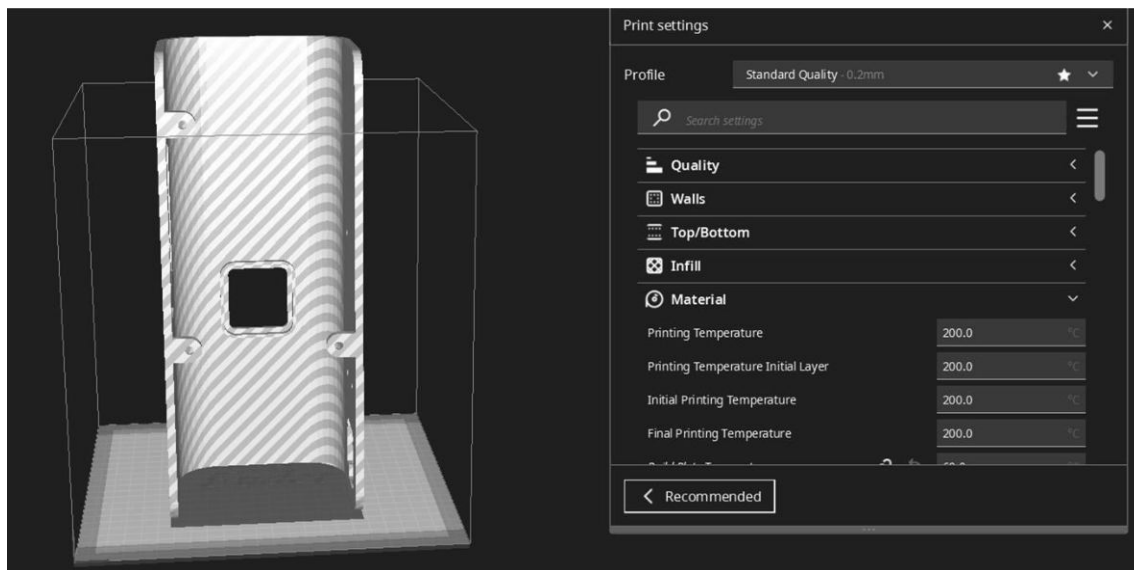 Print settings
Profile
Standard Quality - 0.2mm
Search settings
Quality
Walls
Top/Bottom
Infill
Material
Printing Temperature 200.0 °C
Printing Temperature Initial Layer 200.0 °C
Initial Printing Temperature 200.0 °C
Final Printing Temperature 200.0 °C
Recommended